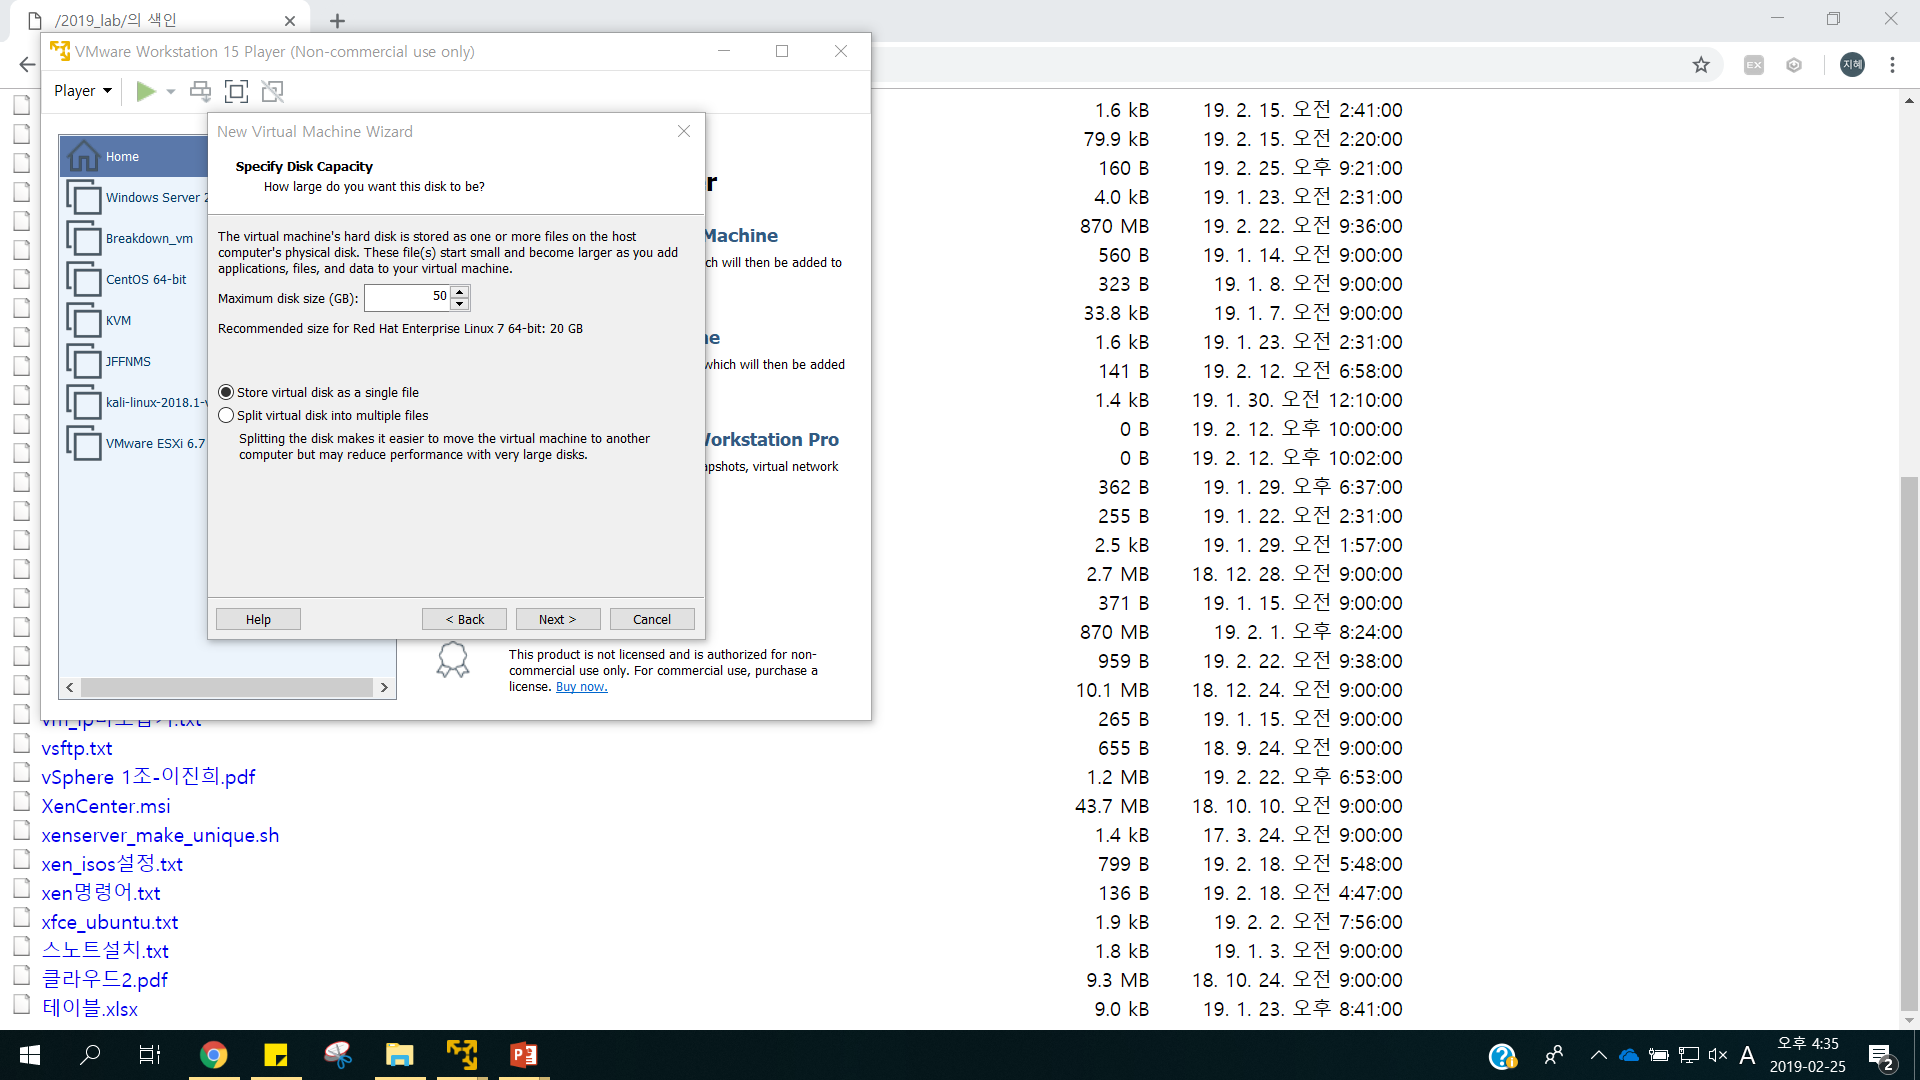 /2019_lab/의 색인
VMware Workstation 15 Player (Non-commercial use only)
Player
EX
지혜
New Virtual Machine Wizard
Specify Disk Capacity
How large do you want this disk to be?
The virtual machine's hard disk is stored as one or more files on the host
computer's physical disk. These file(s) start small and become larger as you add
applications, files, and data to your virtual machine.
Maximum disk size (GB): 50
Recommended size for Red Hat Enterprise Linux 7 64-bit: 20 GB
Store virtual disk as a single file
Split virtual disk into multiple files
Splitting the disk makes it easier to move the virtual machine to another
computer but may reduce performance with very large disks.
Help
< Back
Next >
Cancel
Home
Windows Server 2
Breakdown_vm
CentOS 64-bit
KVM
JFFNMS
kali-linux-2018.1-v
VMware ESXi 6.7
r
Machine
ch will then be added to
ne
which will then be added
Workstation Pro
apshots, virtual network
This product is not licensed and is authorized for non-
commercial use only. For commercial use, purchase a
license. Buy now.
1.6 kB 19. 2. 15. 오전 2:41:00
79.9 kB 19. 2. 15. 오전 2:20:00
160 B 19. 2. 25. 오후 9:21:00
4.0 kB 19. 1. 23. 오전 2:31:00
870 MB 19. 2. 22. 오전 9:36:00
560 B 19. 1. 14. 오전 9:00:00
323 B 19. 1. 8. 오전 9:00:00
33.8 kB 19. 1. 7. 오전 9:00:00
1.6 kB 19. 1. 23. 오전 2:31:00
141 B 19. 2. 12. 오전 6:58:00
1.4 kB 19. 1. 30. 오전 12:10:00
0 B 19. 2. 12. 오후 10:00:00
0 B 19. 2. 12. 오후 10:02:00
362 B 19. 1. 29. 오후 6:37:00
255 B 19. 1. 22. 오전 2:31:00
2.5 kB 19. 1. 29. 오전 1:57:00
2.7 MB 18. 12. 28. 오전 9:00:00
371 B 19. 1. 15. 오전 9:00:00
870 MB 19. 2. 1. 오후 8:24:00
959 B 19. 2. 22. 오전 9:38:00
10.1 MB 18. 12. 24. 오전 9:00:00
265 B 19. 1. 15. 오전 9:00:00
vsftp.txt 655 B 18. 9. 24. 오전 9:00:00
vSphere 1조-이진희.pdf 1.2 MB 19. 2. 22. 오후 6:53:00
XenCenter.msi 43.7 MB 18. 10. 10. 오전 9:00:00
xenserver_make_unique.sh 1.4 kB 17. 3. 24. 오전 9:00:00
xen_isos설정.txt 799 B 19. 2. 18. 오전 5:48:00
xen명령어.txt 136 B 19. 2. 18. 오전 4:47:00
xfce_ubuntu.txt 1.9 kB 19. 2. 2. 오전 7:56:00
스노트설치.txt 1.8 kB 19. 1. 3. 오전 9:00:00
클라우드2.pdf 9.3 MB 18. 10. 24. 오전 9:00:00
테이블.xlsx 9.0 kB 19. 1. 23. 오후 8:41:00
A
오후 4:35
2019-02-25
2